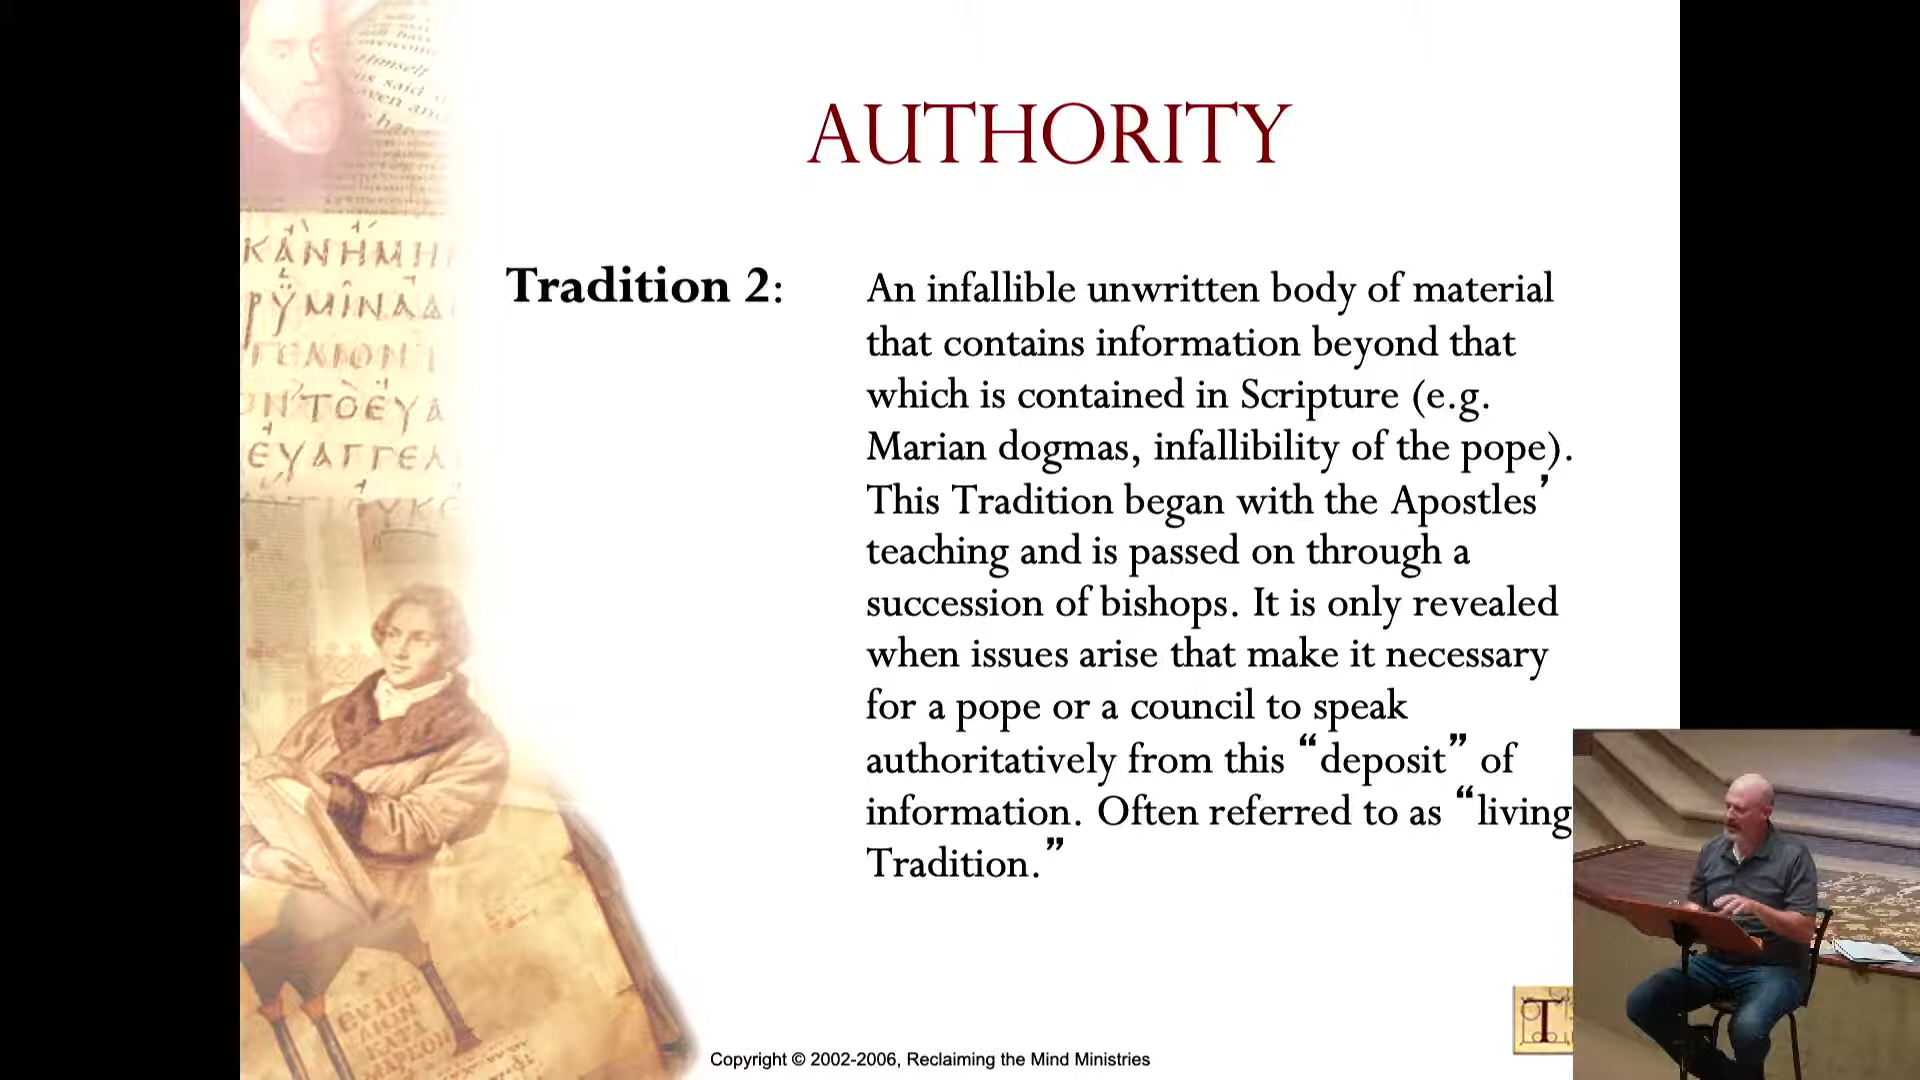 Himself
AUTHORITY
ΚΑΝΗΜΗ
ΕΥΑΓΓΕΛ
Tradition 2:
An infallible unwritten body of material
that contains information beyond that
which is contained in Scripture (e.g.
Marian dogmas, infallibility of the pope).
This Tradition began with the Apostles’
teaching and is passed on through a
succession of bishops. It is only revealed
when issues arise that make it necessary
for a pope or a council to speak
authoritatively from this “deposit” of
information. Often referred to as “living
Tradition.”
T
Copyright © 2002-2006, Reclaiming the Mind Ministries